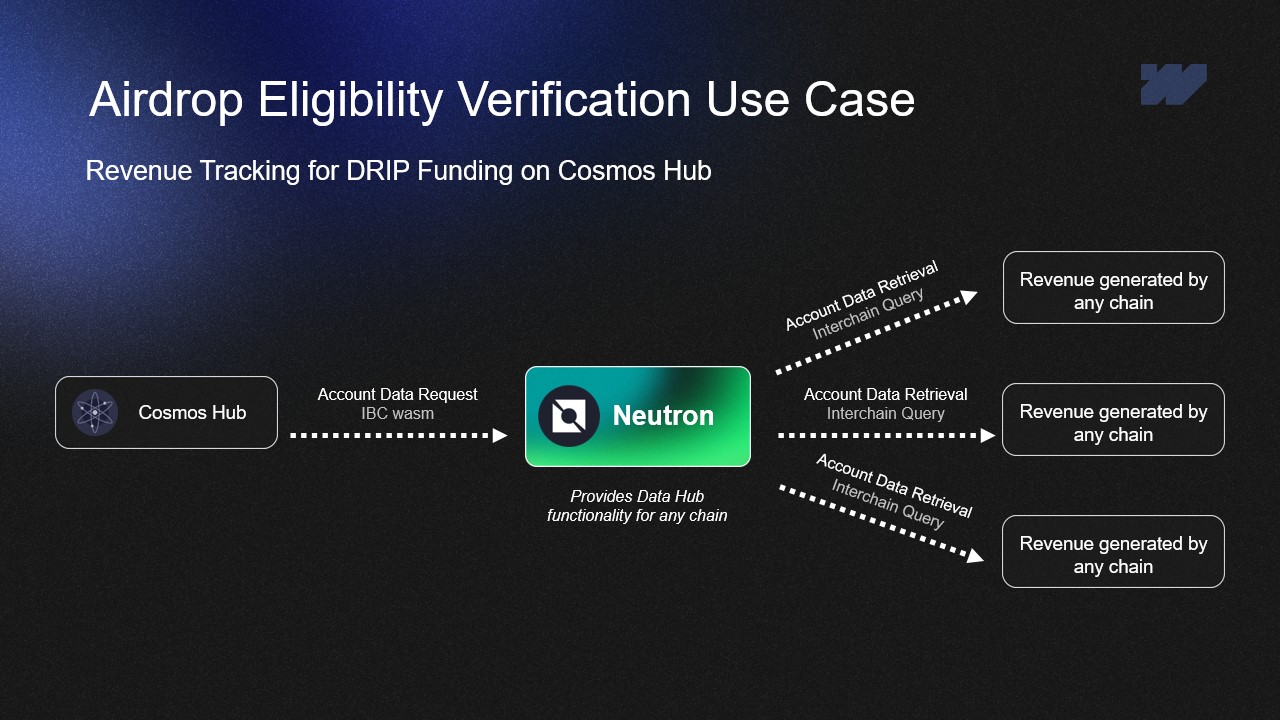 Airdrop Eligibility Verification Use Case
Revenue Tracking for DRIP Funding on Cosmos Hub
Cosmos Hub
Account Data Request
IBC wasm
Neutron
Provides Data Hub
functionality for any chain
Account Data Retrieval
Interchain Query
Revenue generated by
any chain
Account Data Retrieval
Interchain Query
Revenue generated by
any chain
Account Data Retrieval
Interchain Query
Revenue generated by
any chain